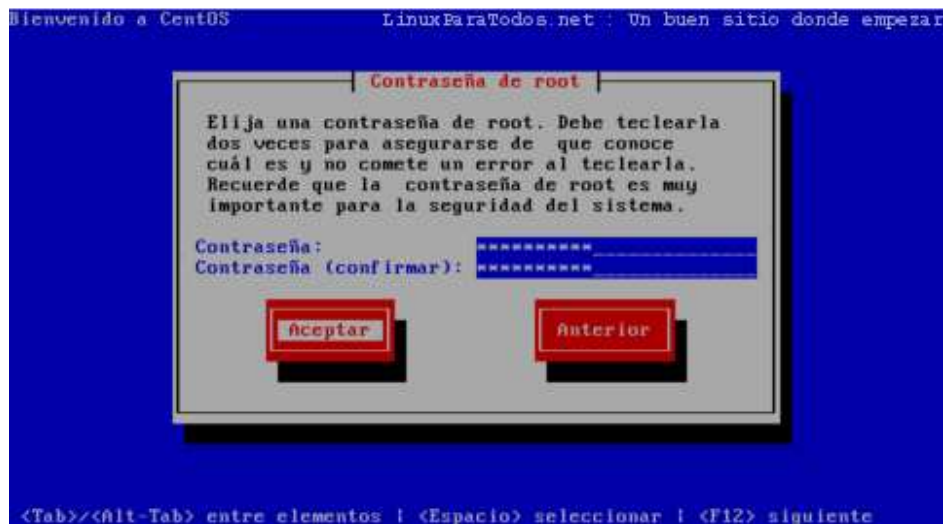 Bienvenido a CentOS LinuxParaTodos.net : Un buen sitio donde empezar
Contraseña de root
Elija una contraseña de root. Debe teclearla
dos veces para asegurarse de que conoce
cuál es y no comete un error al teclearla.
Recuerde que la contraseña de root es muy
importante para la seguridad del sistema.
Contraseña: **********
Contraseña (confirmar): **********
Aceptar Anterior
<Tab>/<Alt-Tab> entre elementos | <Espacio> seleccionar | <F12> siguiente